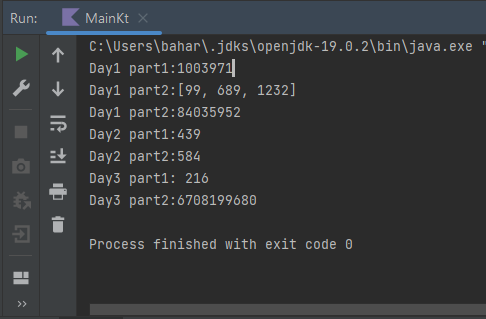 Run: MainKt
C:\Users\bahar\.jdks\openjdk-19.0.2\bin\java.exe "
Day1 part1:1003971
Day1 part2:[99, 689, 1232]
Day1 part2:84035952
Day2 part1:439
Day2 part2:584
Day3 part1: 216
Day3 part2:6708199680
Process finished with exit code 0